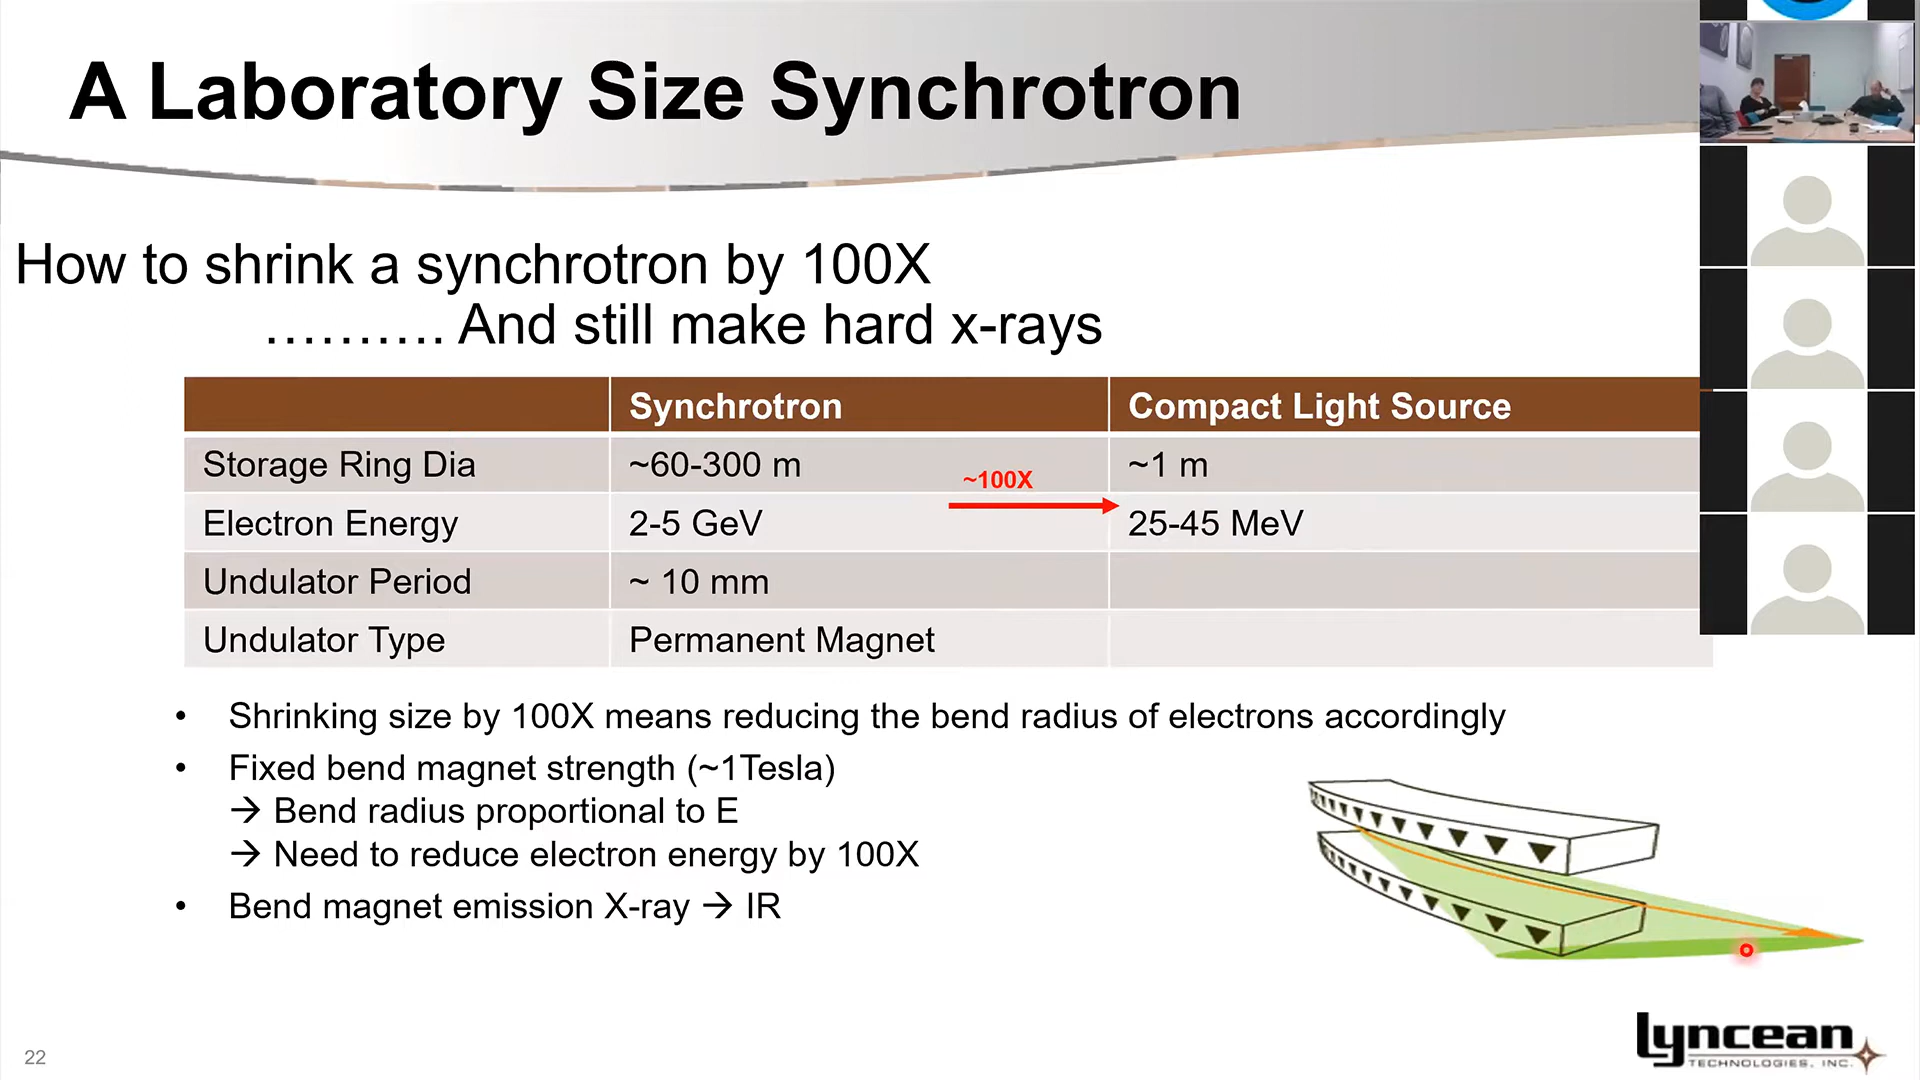 A Laboratory Size Synchrotron
How to shrink a synchrotron by 100X
………. And still make hard x-rays
Synchrotron Compact Light Source
Storage Ring Dia ~60-300 m ~1 m
~100X
Electron Energy 2-5 GeV 25-45 MeV
Undulator Period ~ 10 mm
Undulator Type Permanent Magnet
• Shrinking size by 100X means reducing the bend radius of electrons accordingly
• Fixed bend magnet strength (~1Tesla)
→ Bend radius proportional to E
→ Need to reduce electron energy by 100X
• Bend magnet emission X-ray → IR
lyncean
TECHNOLOGIES, INC.
22